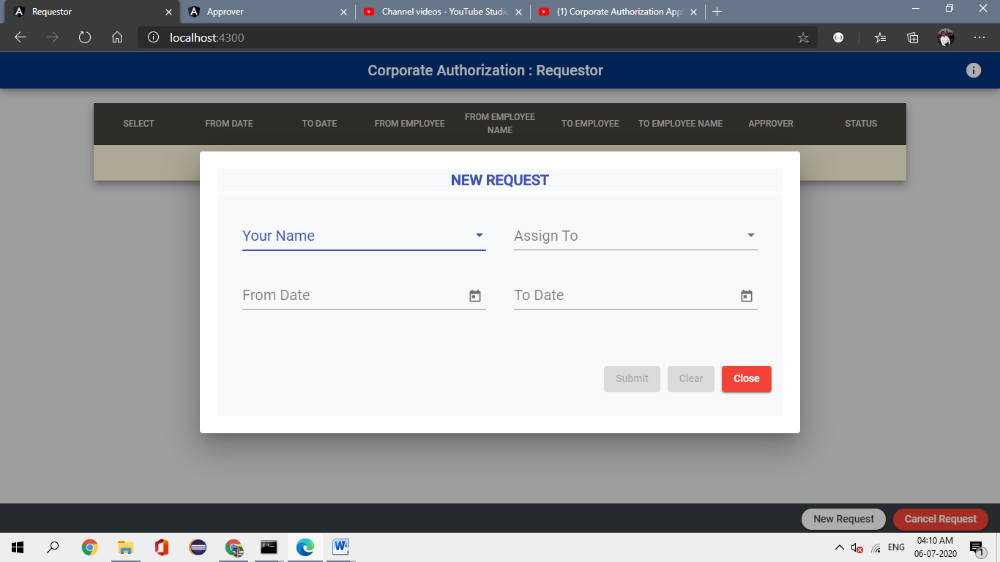 Requestor
Approver
Channel videos - YouTube Studio
(1) Corporate Authorization Appl
localhost:4300
Corporate Authorization : Requestor
SELECT
FROM DATE
TO DATE
FROM EMPLOYEE
FROM EMPLOYEE
NAME
TO EMPLOYEE
TO EMPLOYEE NAME
APPROVER
STATUS
NEW REQUEST
Your Name
Assign To
From Date
To Date
Submit
Clear
Close
New Request
Cancel Request
ENG
04:10 AM
06-07-2020
1